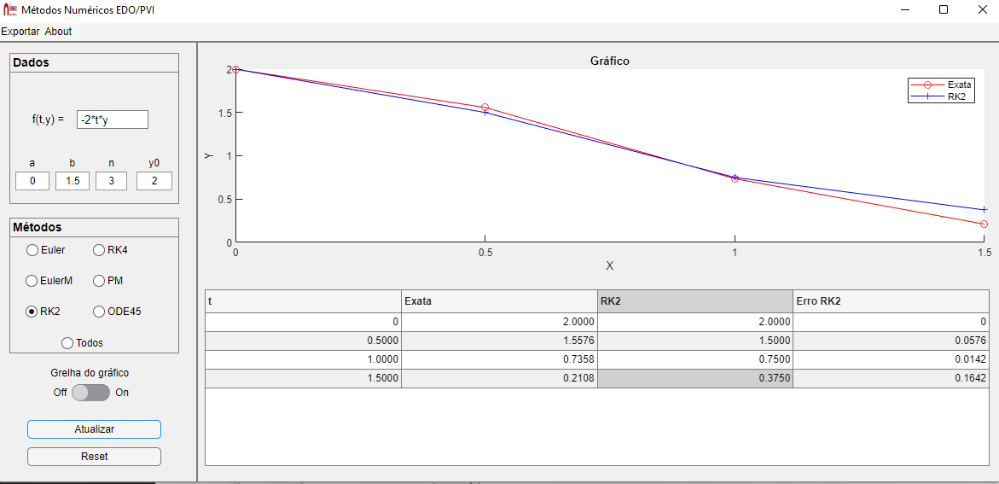 Métodos Numéricos EDO/PVI
Exportar About
Dados
f(t,y) = -2*t*y
a b n y0
0 1.5 3 2
Métodos
Euler RK4
EulerM PM
RK2 ODE45
Todos
Grelha do gráfico
Off On
Atualizar
Reset
Gráfico
Exata
RK2
2
1.5
1
0.5
0
Y
0 0.5 1 1.5
X
t Exata RK2 Erro RK2
0 2.0000 2.0000 0
0.5000 1.5576 1.5000 0.0576
1.0000 0.7358 0.7500 0.0142
1.5000 0.2108 0.3750 0.1642